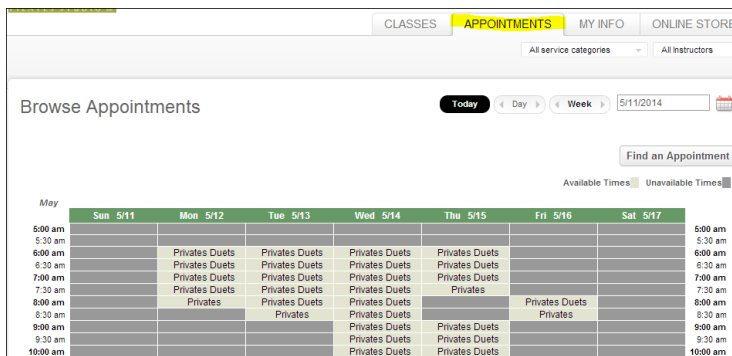 CLASSES APPOINTMENTS MY INFO ONLINE STORE
All service categories All Instructors
Browse Appointments Today Day Week 5/11/2014
Find an Appointment
Available Times Unavailable Times
May
Sun 5/11 Mon 5/12 Tue 5/13 Wed 5/14 Thu 5/15 Fri 5/16 Sat 5/17
5:00 am 5:00 am
5:30 am 5:30 am
6:00 am Privates Duets Privates Duets Privates Duets Privates Duets 6:00 am
6:30 am Privates Duets Privates Duets Privates Duets Privates Duets 6:30 am
7:00 am Privates Duets Privates Duets Privates Duets Privates Duets 7:00 am
7:30 am Privates Duets Privates Duets Privates Duets Privates 7:30 am
8:00 am Privates Privates Duets Privates Duets Privates Duets 8:00 am
8:30 am Privates Privates Duets Privates 8:30 am
9:00 am Privates Duets Privates Duets 9:00 am
9:30 am Privates Duets Privates Duets 9:30 am
10:00 am Privates Duets Privates Duets 10:00 am